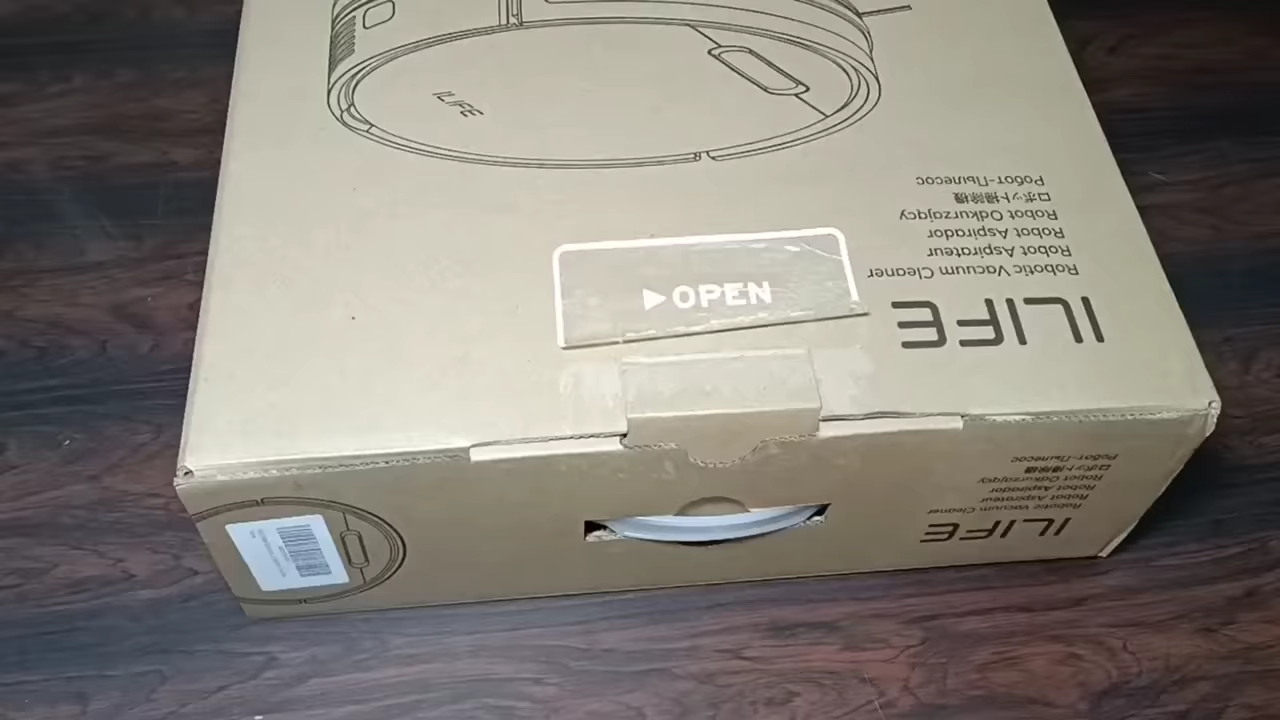 ILIFE
ILIFE
Robotic Vacuum Cleaner
Robot Aspirateur
Robot Aspirador
Robot Odkurzający
ロボット掃除機
Робот-Пылесос
▶OPEN
ILIFE
Robotic Vacuum Cleaner
Robot Aspirateur
Robot Aspirador
Robot Odkurzający
ロボット掃除機
Робот-Пылесос